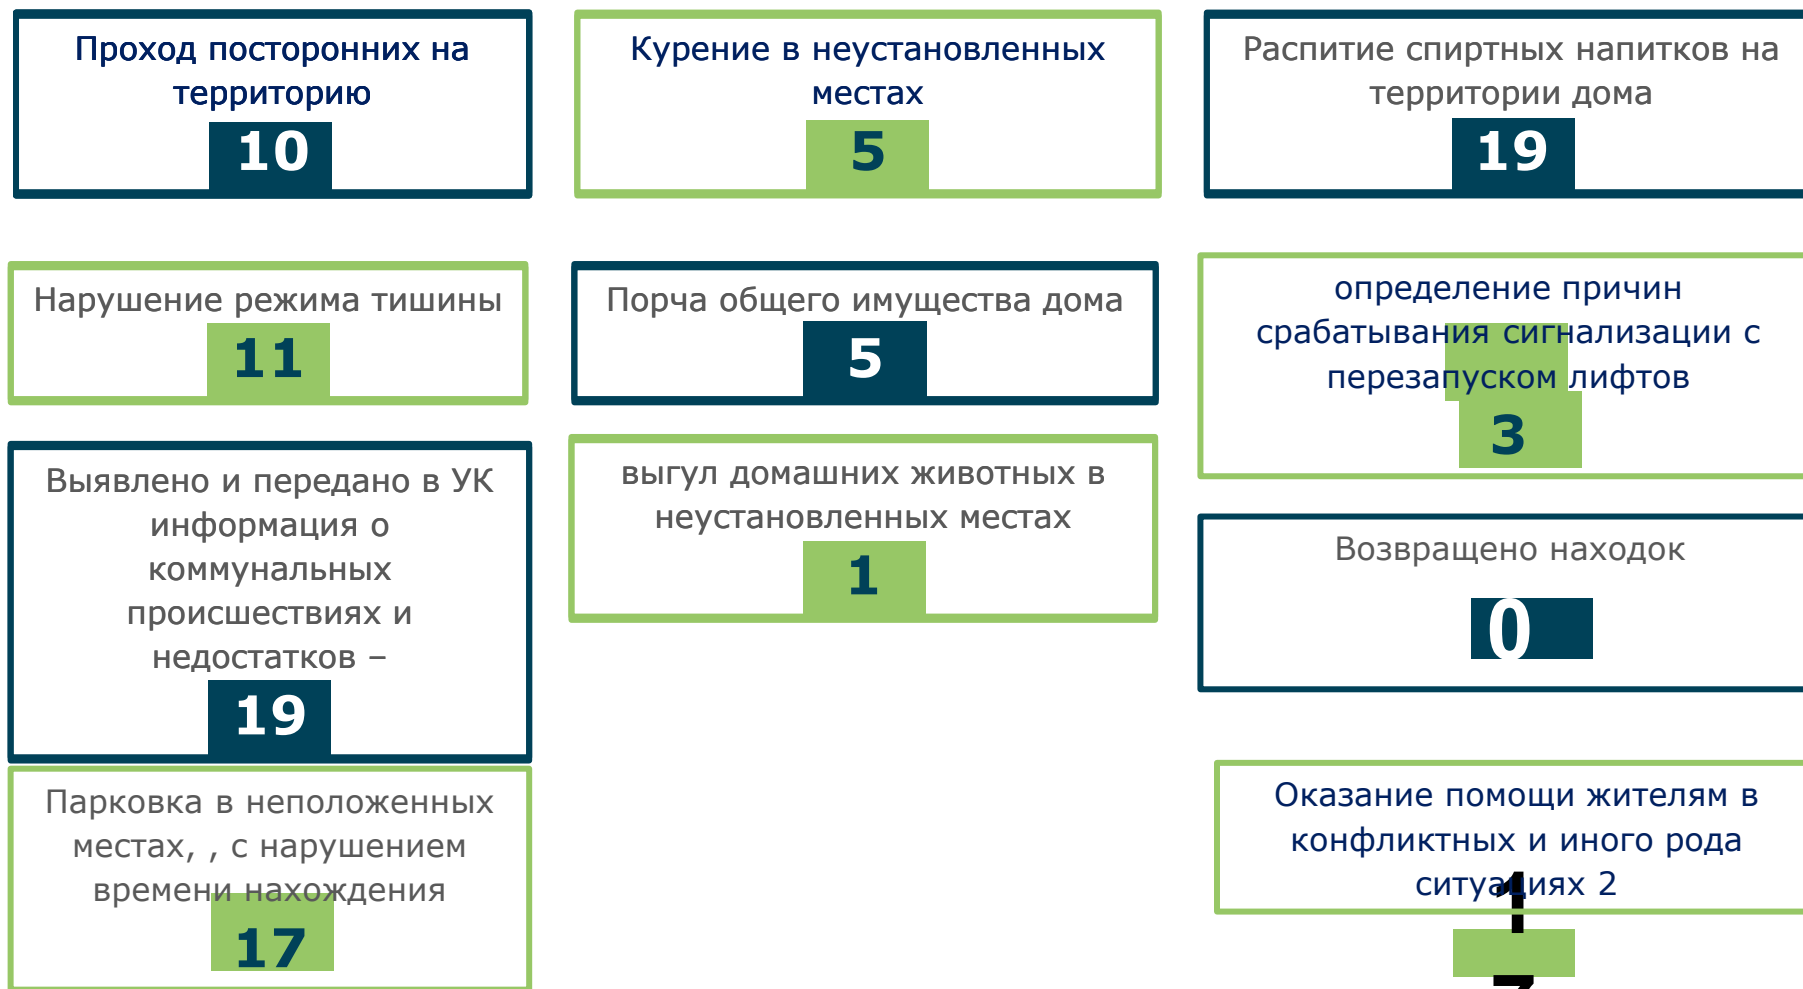 Проход посторонних на
территорию
10
Курение в неустановленных
местах
5
Распитие спиртных напитков на
территории дома
19
Нарушение режима тишины
11
Порча общего имущества дома
5
определение причин
срабатывания сигнализации с
перезапуском лифтов
3
Выявлено и передано в УК
информация о
коммунальных
происшествиях и
недостатков –
19
выгул домашних животных в
неустановленных местах
1
Возвращено находок
0
Парковка в неположенных
местах, , с нарушением
времени нахождения
17
Оказание помощи жителям в
конфликтных и иного рода
ситуациях 2
1